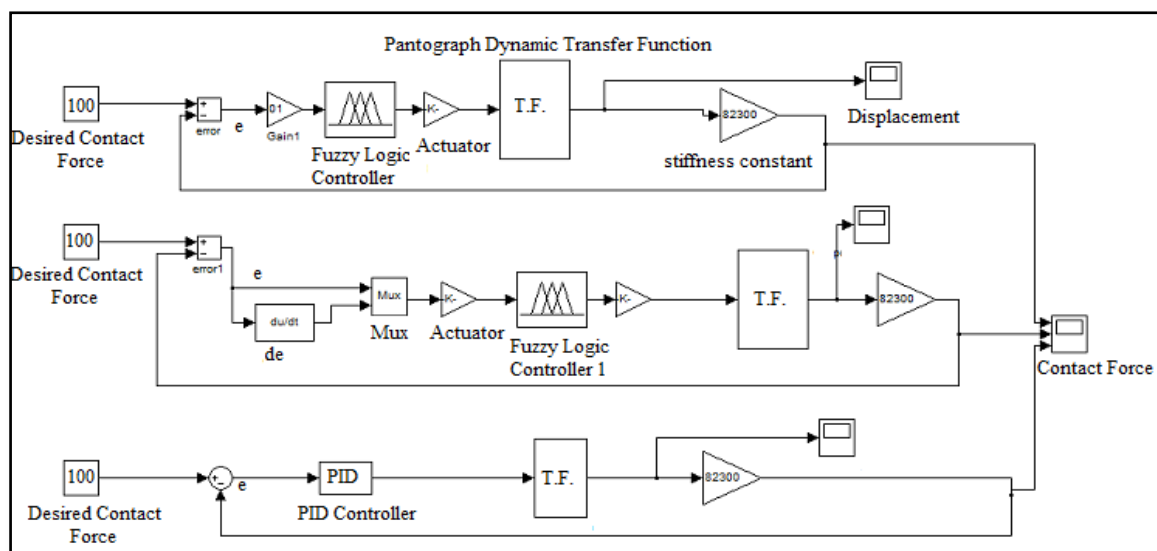 Pantograph Dynamic Transfer Function
100
Desired Contact
Force
+
−
error
e
01
Gain1
Fuzzy Logic
Controller
K-
Actuator
T.F.
82300
stiffness constant
Displacement
100
Desired Contact
Force
+
−
error1
e
du/dt
de
Mux
Mux
K-
Actuator
Fuzzy Logic
Controller 1
K-
T.F.
82300
Contact Force
100
Desired Contact
Force
+
−
e
PID
PID Controller
T.F.
82300